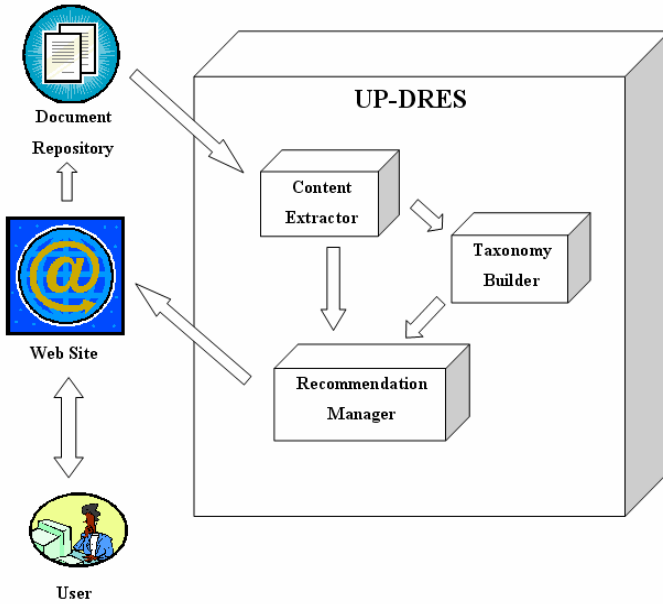 UP-DRES
Document
Repository
Content
Extractor
Taxonomy
Builder
@
Web Site
Recommendation
Manager
User